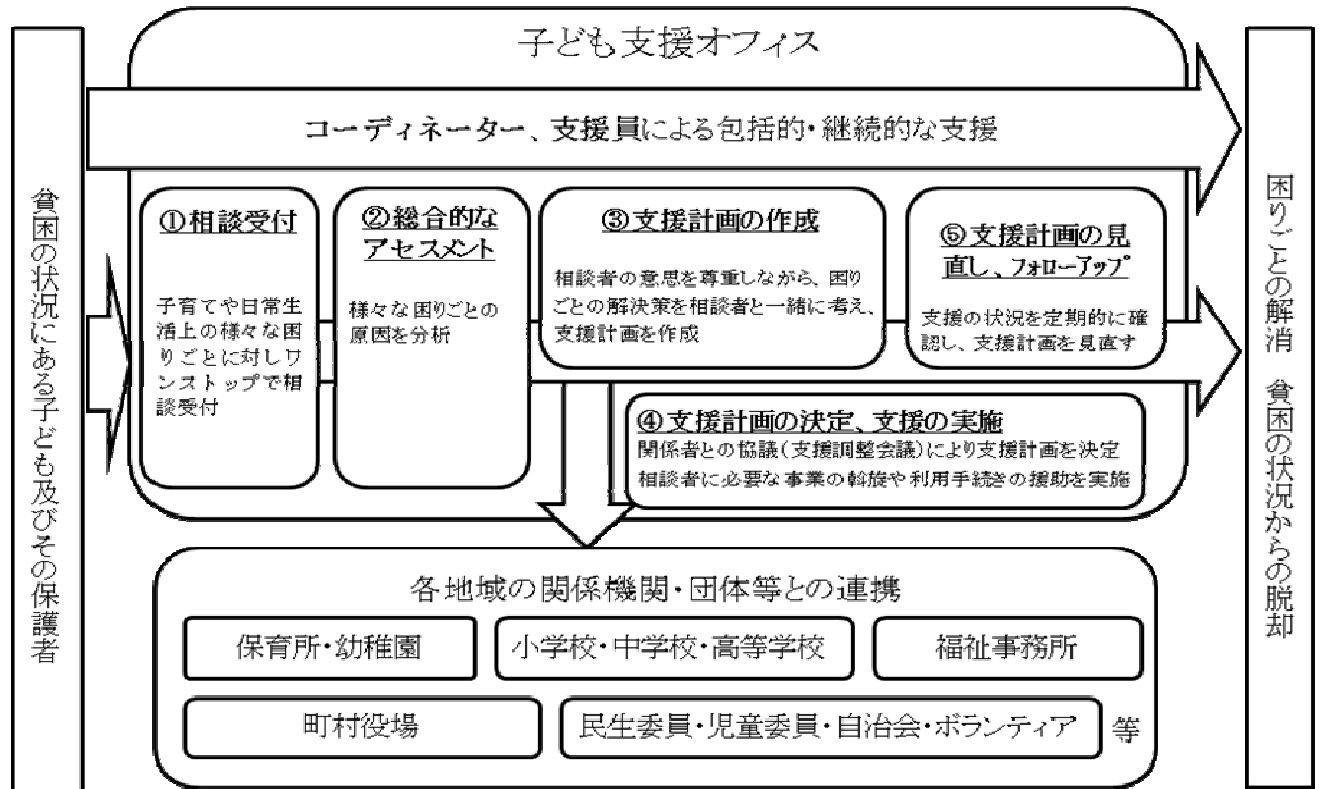 子ども支援オフィス
コーディネーター、支援員による包括的・継続的な支援
貧困の状況にある子ども及びその保護者
①相談受付
子育てや日常生
活上の様々な困
りごとに対しワ
ンストップで相
談受付
②総合的な
アセスメント
様々な困りごとの
原因を分析
③支援計画の作成
相談者の意思を尊重しながら、困り
ごとの解決策を相談者と一緒に考え、
支援計画を作成
④支援計画の決定、支援の実施
関係者との協議(支援調整会議)により支援計画を決定
相談者に必要な事業の斡旋や利用手続きの援助を実施
⑤支援計画の見
直し、フォローアップ
支援の状況を定期的に確
認し、支援計画を見直す
困りごとの解消　貧困の状況からの脱却
各地域の関係機関・団体等との連携
保育所・幼稚園
小学校・中学校・高等学校
福祉事務所
町村役場
民生委員・児童委員・自治会・ボランティア
等